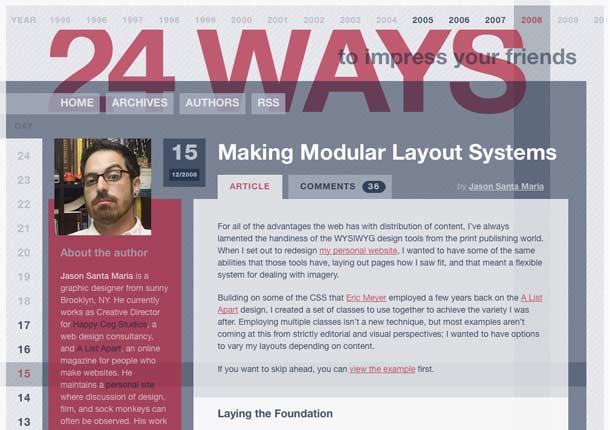 YEAR 1995 1996 1997 1998 1999 2000 2001 2002 2003 2004 2005 2006 2007 2008 2009
24 WAYS
to impress your friends
HOME ARCHIVES AUTHORS RSS
DAY
24
23
22
21
20
19
18
17
16
15
14
13
15
12/2008
Making Modular Layout Systems
ARTICLE COMMENTS 36
by Jason Santa Maria
About the author
Jason Santa Maria is a
graphic designer from sunny
Brooklyn, NY. He currently
works as Creative Director
for Happy Cog Studios, a
web design consultancy,
and A List Apart, an online
magazine for people who
make websites. He
maintains a personal site
where discussion of design,
film, and sock monkeys can
often be observed. His work
For all of the advantages the web has with distribution of content, I've always
lamented the handiness of the WYSIWYG design tools from the print publishing world.
When I set out to redesign my personal website, I wanted to have some of the same
abilities that those tools have, laying out pages how I saw fit, and that meant a flexible
system for dealing with imagery.
Building on some of the CSS that Eric Meyer employed a few years back on the A List
Apart design, I created a set of classes to use together to achieve the variety I was
after. Employing multiple classes isn't a new technique, but most examples aren't
coming at this from strictly editorial and visual perspectives; I wanted to have options
to vary my layouts depending on content.
If you want to skip ahead, you can view the example first.
Laying the Foundation